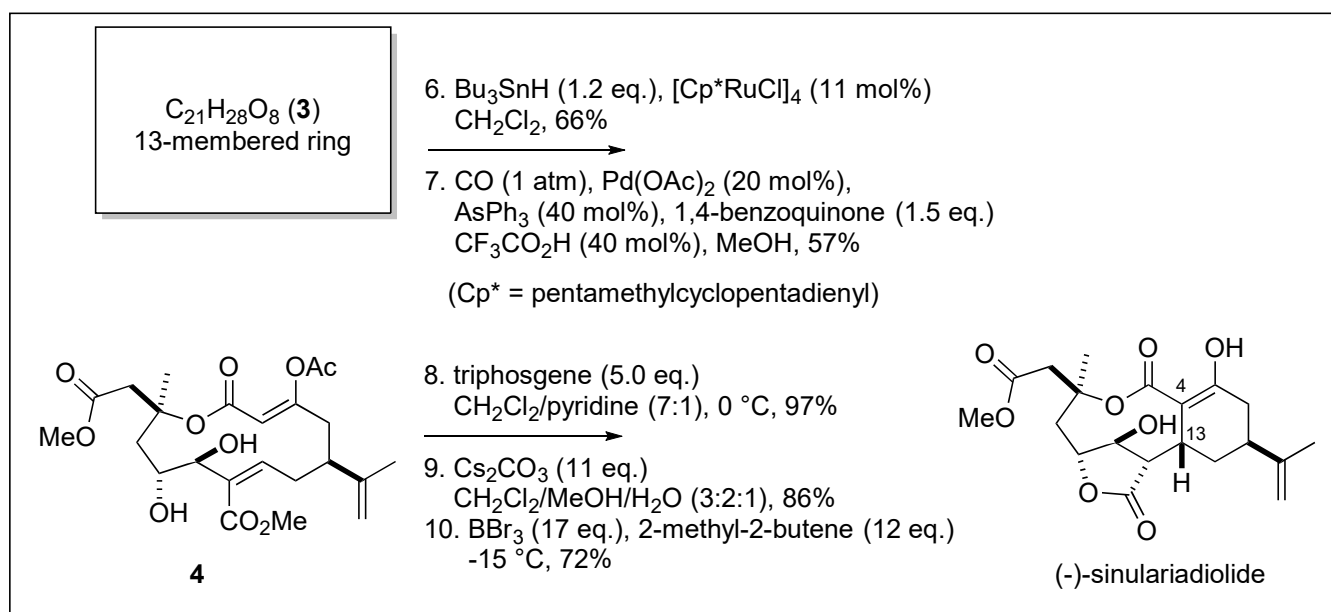 C21H28O8 (3)
13-membered ring
6. Bu3SnH (1.2 eq.), [Cp*RuCl]4 (11 mol%)
CH2Cl2, 66%
7. CO (1 atm), Pd(OAc)2 (20 mol%),
AsPh3 (40 mol%), 1,4-benzoquinone (1.5 eq.)
CF3CO2H (40 mol%), MeOH, 57%
(Cp* = pentamethylcyclopentadienyl)
O
MeO
O
O
OAc
OH
OH
CO2Me
4
8. triphosgene (5.0 eq.)
CH2Cl2/pyridine (7:1), 0 °C, 97%
9. Cs2CO3 (11 eq.)
CH2Cl2/MeOH/H2O (3:2:1), 86%
10. BBr3 (17 eq.), 2-methyl-2-butene (12 eq.)
-15 °C, 72%
O
MeO
O
O
OH
4
OH
13
H
O
O
(-)-sinulariadiolide